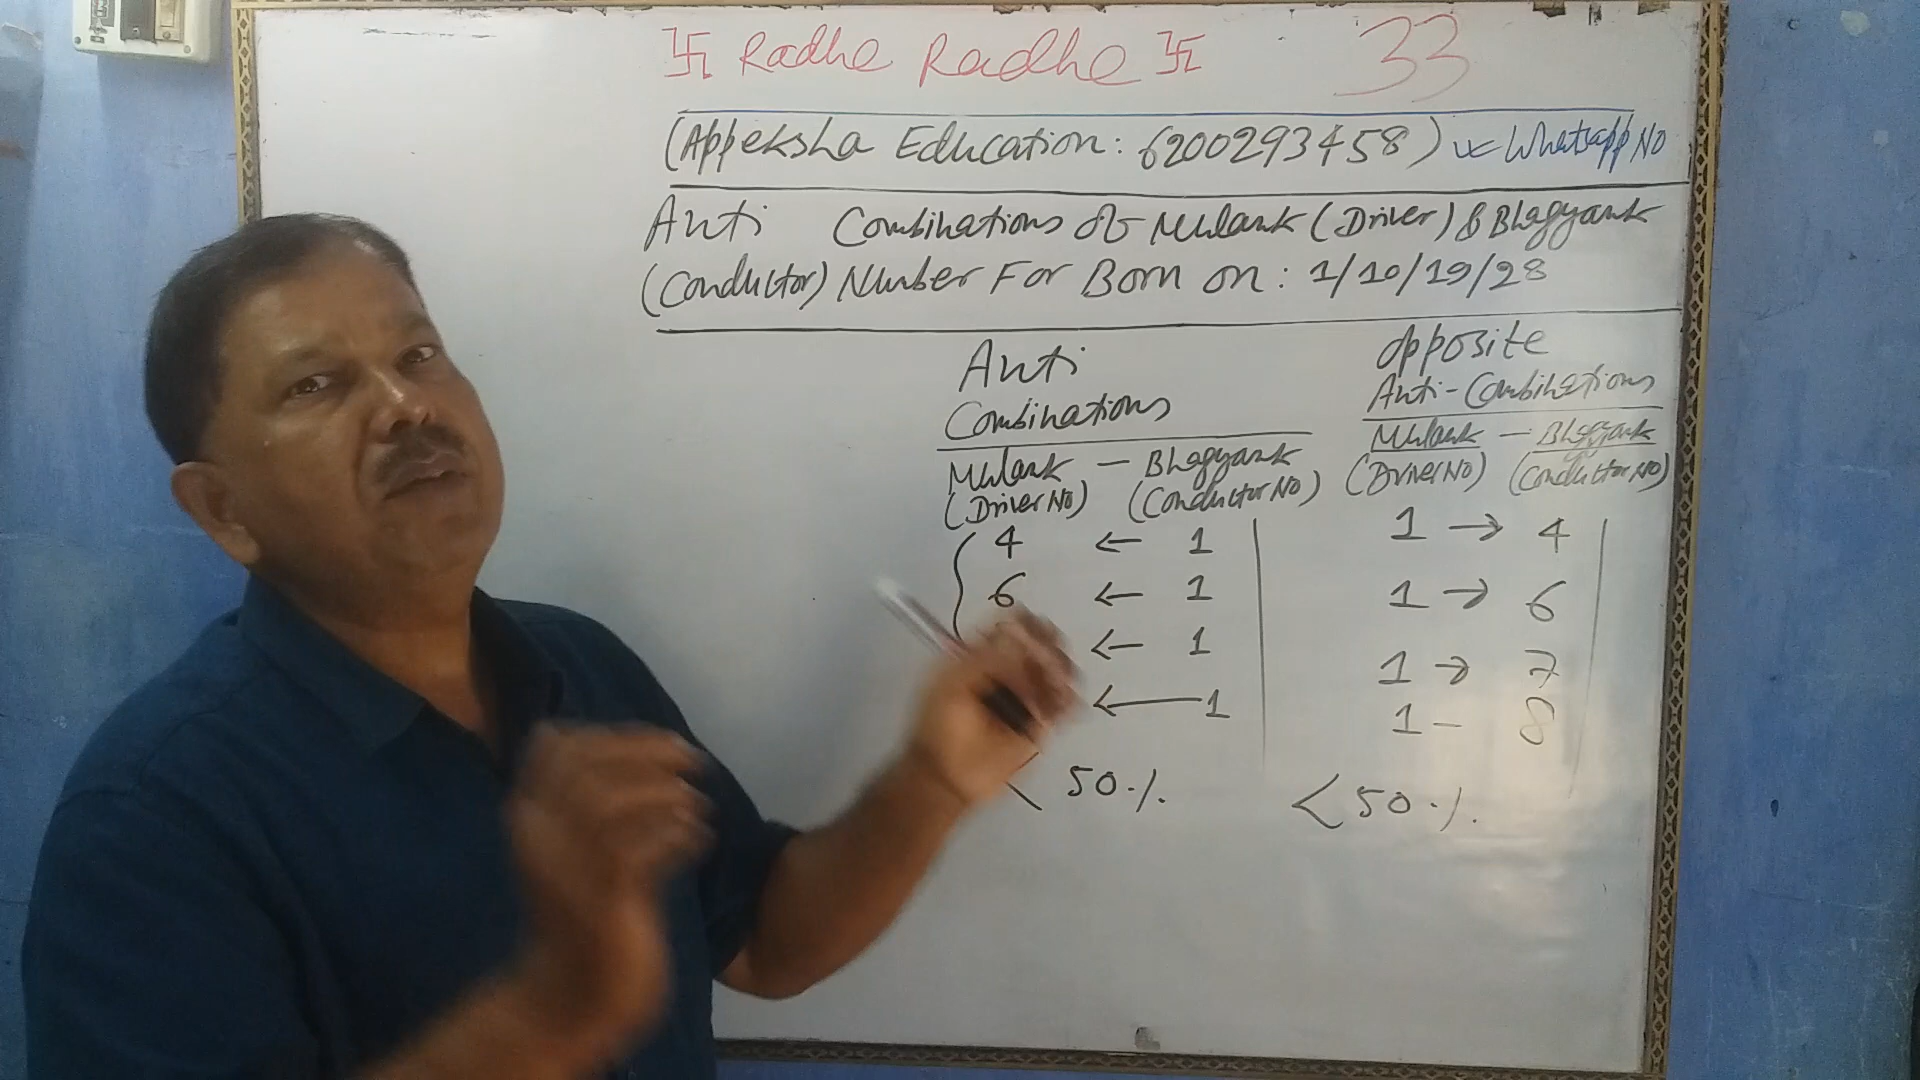 卐 Radhe Radhe 卐 33
(Appeksha Education: 6200293458) Whatsapp No
Anti Combinations of Mulank (Driver) & Bhagyank
(Conductor) Number For Born on: 1/10/19/28
Anti
Combinations
Mulank - Bhagyank
(Driver No) (Conductor No)
4 ← 1
6 ← 1
← 1
← 1
< 50%
Opposite
Anti-Combinations
Mulank - Bhagyank
(Driver No) (Conductor No)
1 → 4
1 → 6
1 → 7
1 - 8
< 50%